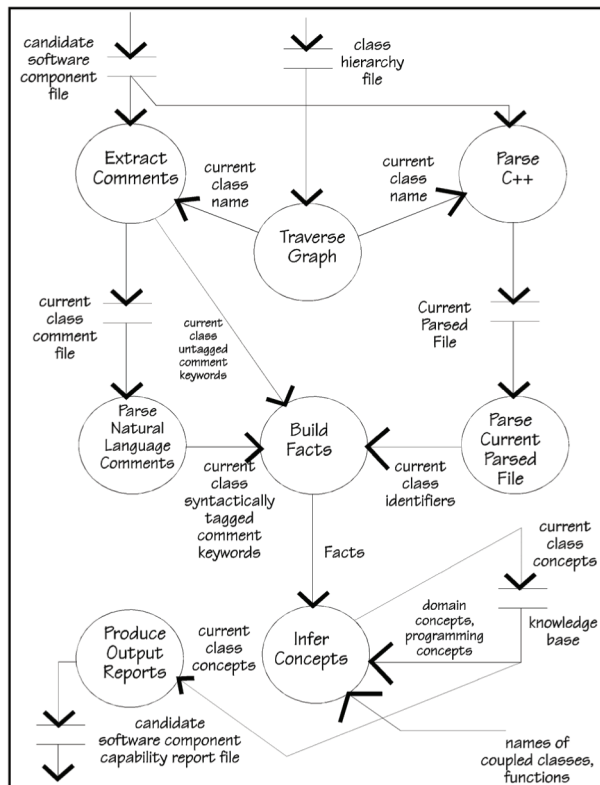 candidate
software
component
file
class
hierarchy
file
Extract
Comments
current
class
name
current
class
name
Parse
C++
Traverse
Graph
current
class
comment
file
current
class
untagged
comment
keywords
Current
Parsed
File
Parse
Natural
Language
Comments
Build
Facts
Parse
Current
Parsed
File
current
class
syntactically
tagged
comment
keywords
current
class
identifiers
Facts
current
class
concepts
Produce
Output
Reports
current
class
concepts
Infer
Concepts
domain
concepts,
programming
concepts
knowledge
base
candidate
software component
capability report file
names of
coupled classes,
functions